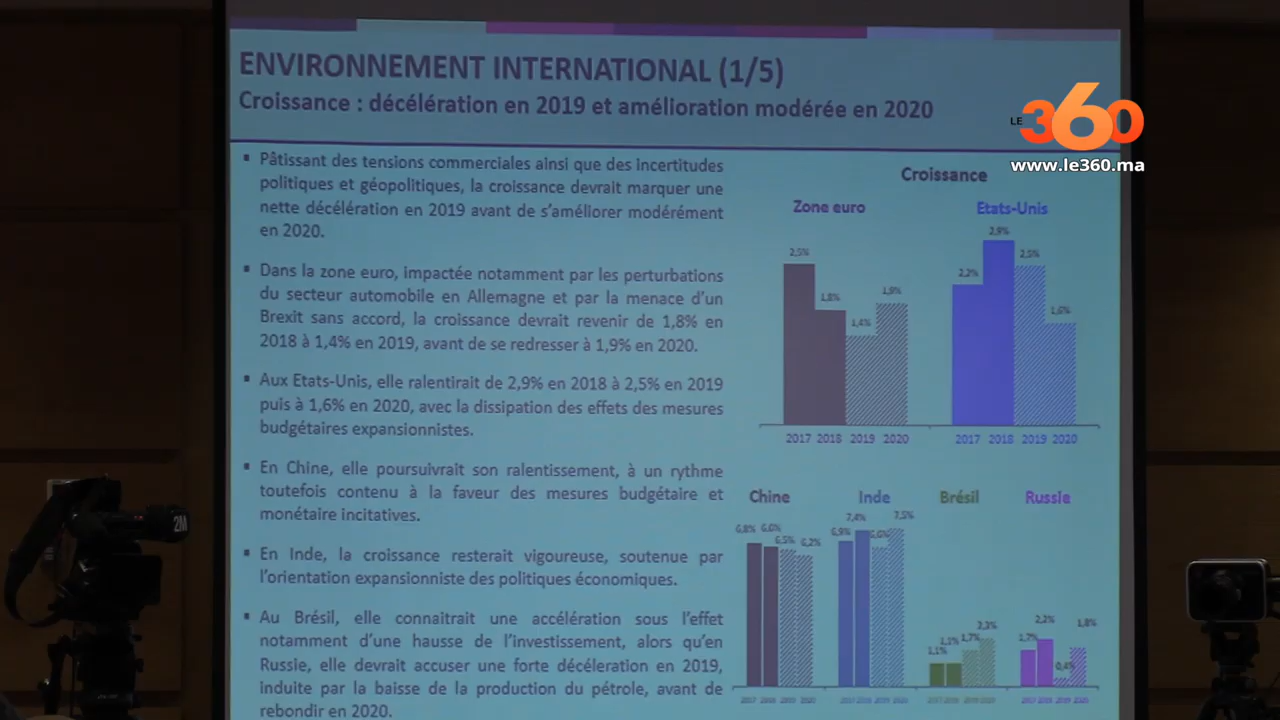 ENVIRONNEMENT INTERNATIONAL (1/5)
Croissance : décélération en 2019 et amélioration modérée en 2020
LE 360
www.le360.ma
Pâtissant des tensions commerciales ainsi que des incertitudes
politiques et géopolitiques, la croissance devrait marquer une
nette décélération en 2019 avant de s'améliorer modérément
en 2020.
Dans la zone euro, impactée notamment par les perturbations
du secteur automobile en Allemagne et par la menace d'un
Brexit sans accord, la croissance devrait revenir de 1,8% en
2018 à 1,4% en 2019, avant de se redresser à 1,9% en 2020.
Aux Etats-Unis, elle ralentirait de 2,9% en 2018 à 2,5% en 2019
puis à 1,6% en 2020, avec la dissipation des effets des mesures
budgétaires expansionnistes.
En Chine, elle poursuivrait son ralentissement, à un rythme
toutefois contenu à la faveur des mesures budgétaire et
monétaire incitatives.
En Inde, la croissance resterait vigoureuse, soutenue par
l'orientation expansionniste des politiques économiques.
Au Brésil, elle connaitrait une accélération sous l'effet
notamment d'une hausse de l'investissement, alors qu'en
Russie, elle devrait accuser une forte décéleration en 2019,
induite par la baisse de la production du pétrole, avant de
rebondir en 2020.
Croissance
Zone euro
2,5%
1,8%
1,4%
1,9%
2017 2018 2019 2020
Etats-Unis
2,2%
2,9%
2,5%
1,6%
2017 2018 2019 2020
Chine
6,8%
6,5%
6,2%
2017 2018 2019 2020
Inde
6,9%
7,4%
7,5%
Brésil
1,1%
1,1%
1,7%
2,3%
Russie
1,7%
2,2%
0,4%
1,8%
2017 2018 2019 2020
2M